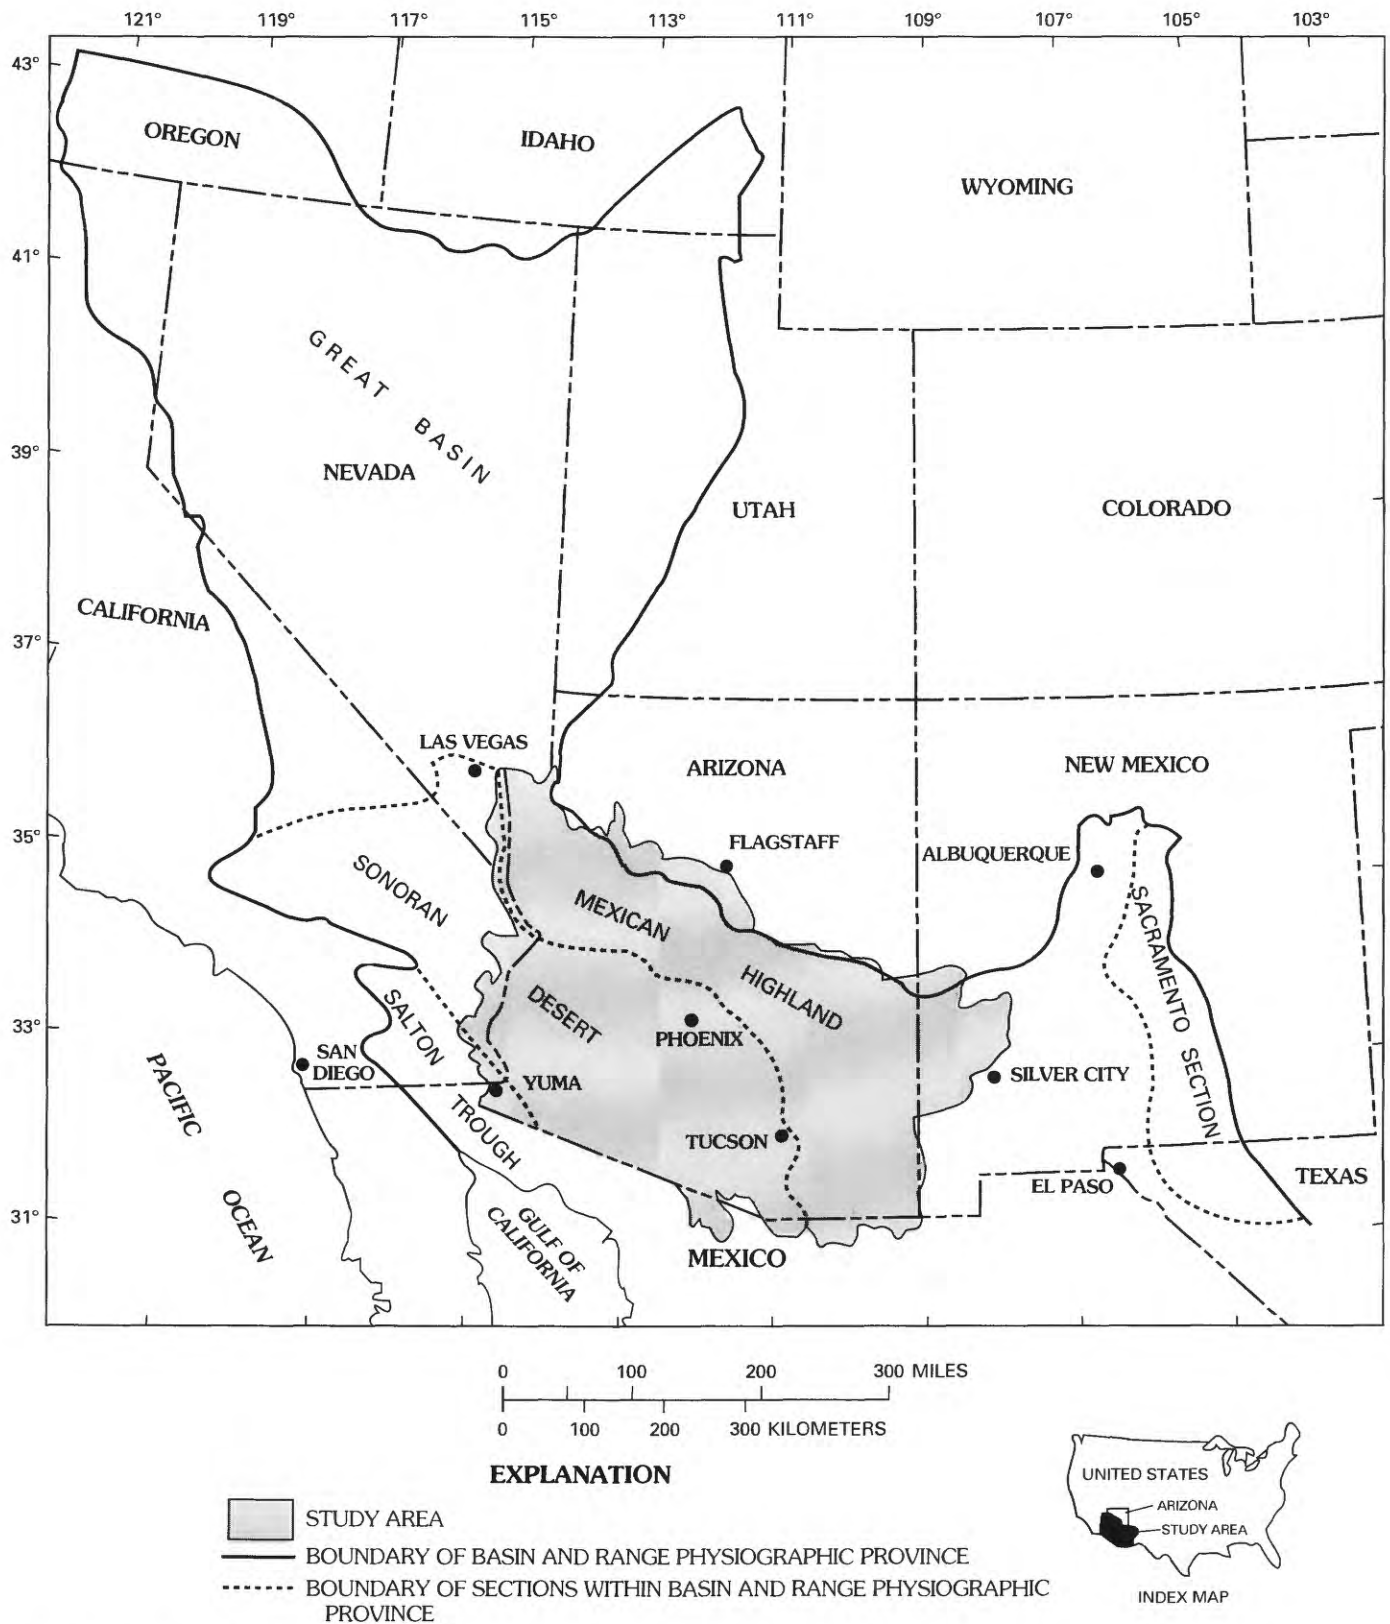 121° 119° 117° 115° 113° 111° 109° 107° 105° 103°
43°
41°
39°
37°
35°
33°
31°
OREGON
IDAHO
WYOMING
GREAT BASIN
NEVADA
UTAH
COLORADO
CALIFORNIA
LAS VEGAS
ARIZONA
NEW MEXICO
FLAGSTAFF
ALBUQUERQUE
SONORAN
DESERT
MEXICAN
HIGHLAND
SACRAMENTO SECTION
SALTON
TROUGH
PHOENIX
SAN
DIEGO
YUMA
SILVER CITY
TUCSON
EL PASO
TEXAS
PACIFIC
OCEAN
GULF OF
CALIFORNIA
MEXICO
0 100 200 300 MILES
0 100 200 300 KILOMETERS
EXPLANATION
STUDY AREA
BOUNDARY OF BASIN AND RANGE PHYSIOGRAPHIC PROVINCE
BOUNDARY OF SECTIONS WITHIN BASIN AND RANGE PHYSIOGRAPHIC
PROVINCE
UNITED STATES
ARIZONA
STUDY AREA
INDEX MAP